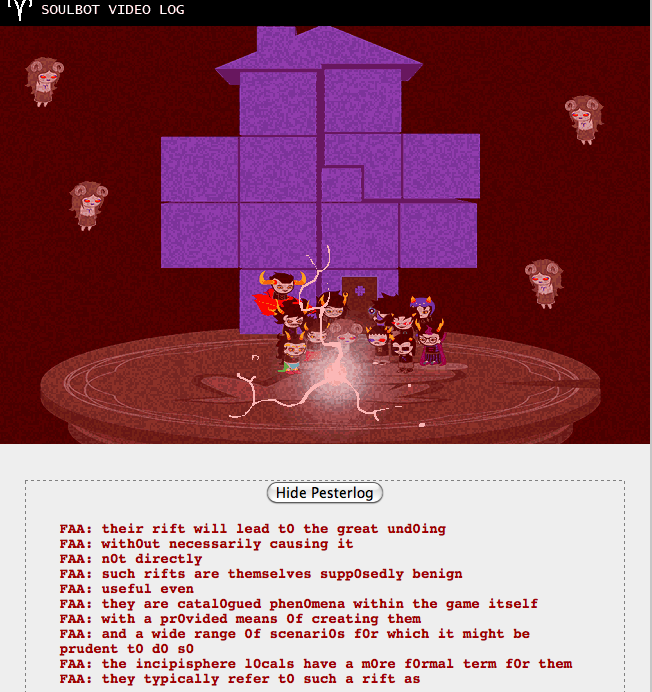 SOULBOT VIDEO LOG
Hide Pesterlog
FAA: their rift will lead t0 the great und0ing
FAA: with0ut necessarily causing it
FAA: n0t directly
FAA: such rifts are themselves supp0sedly benign
FAA: useful even
FAA: they are catal0gued phen0mena within the game itself
FAA: with a pr0vided means 0f creating them
FAA: and a wide range 0f scenari0s f0r which it might be
prudent t0 d0 s0
FAA: the incipisphere l0cals have a m0re f0rmal term f0r them
FAA: they typically refer t0 such a rift as